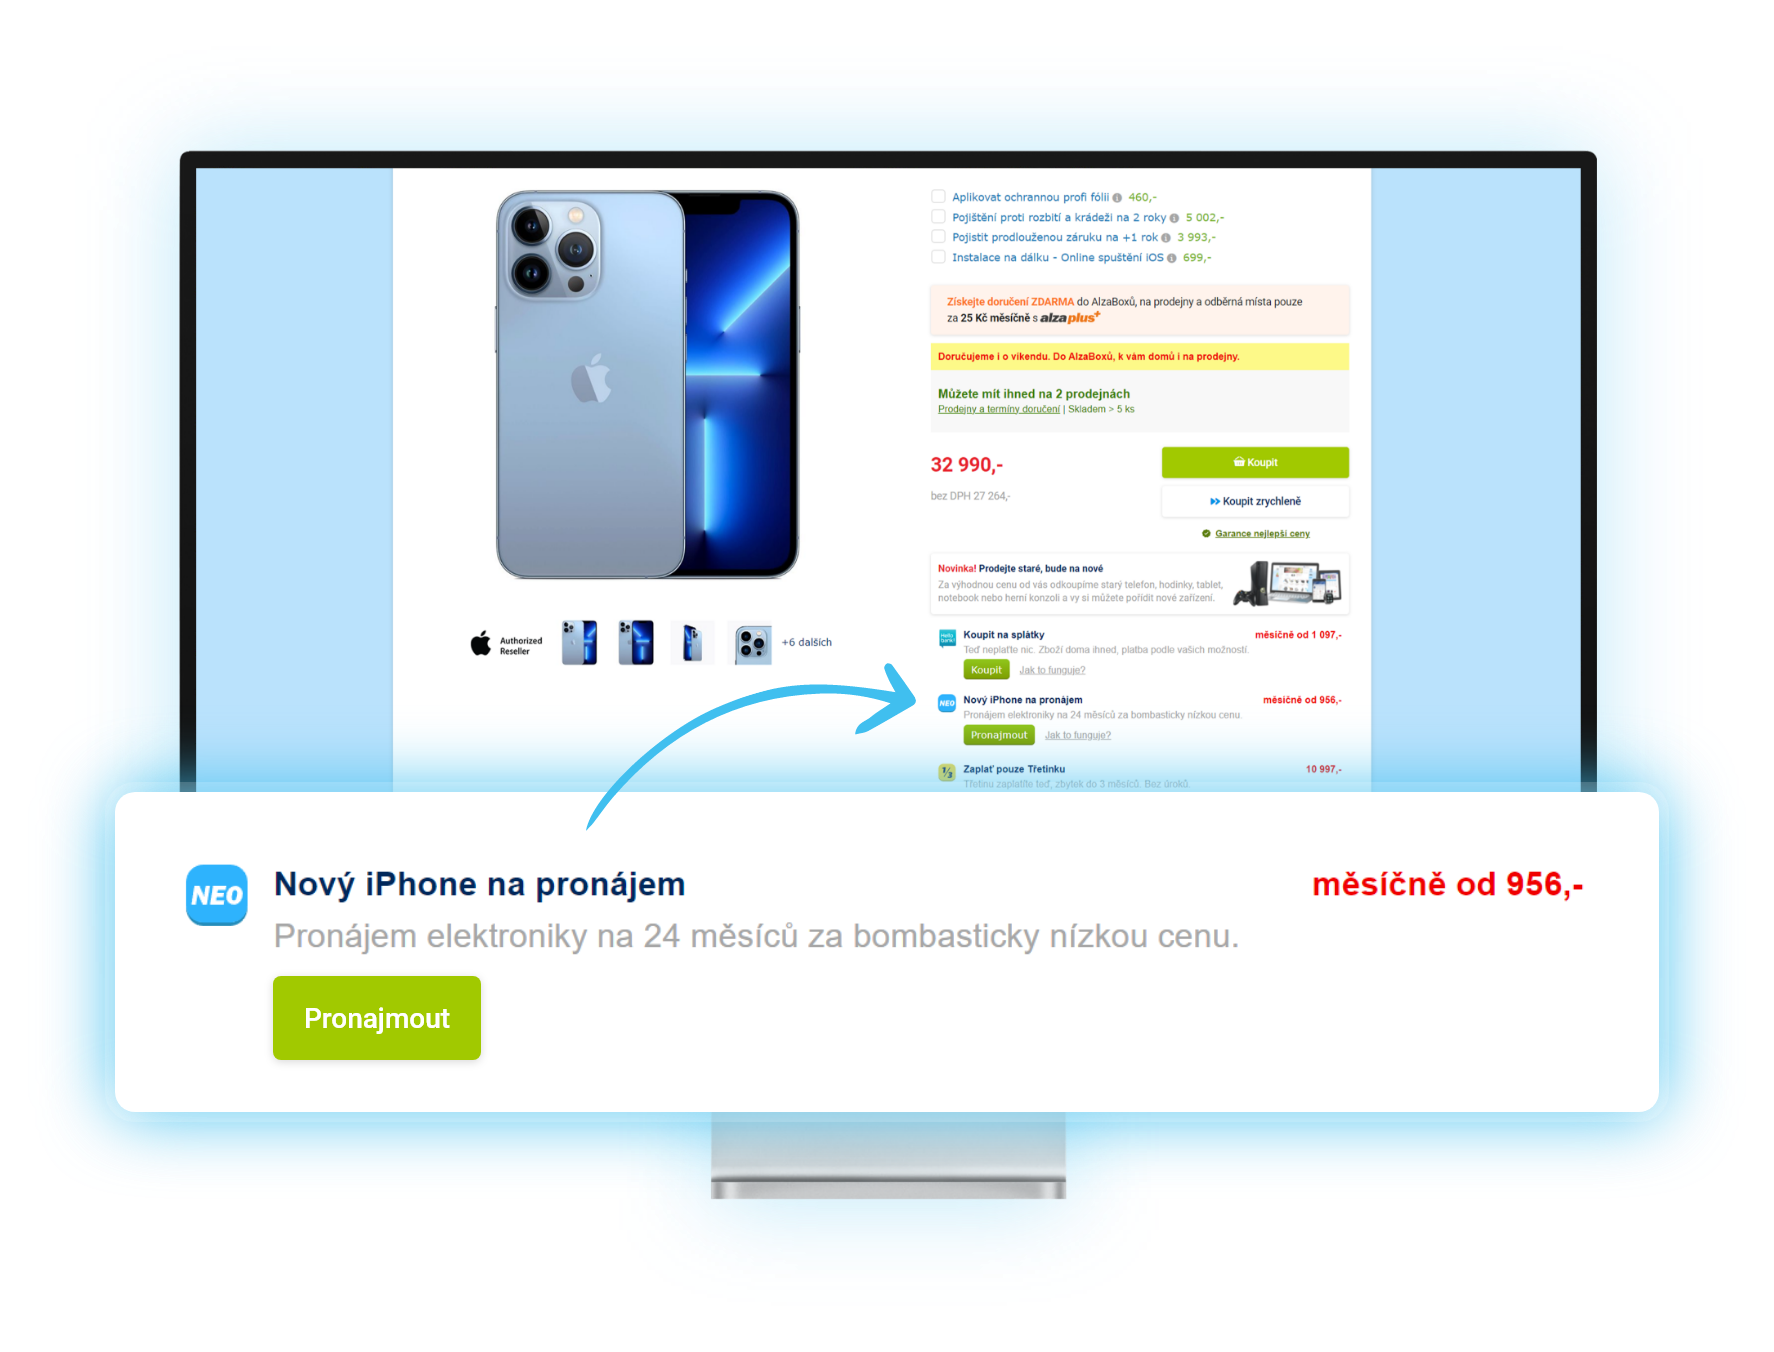 Aplikovat ochrannou profi fólii 460,-
Pojištění proti rozbití a krádeži na 2 roky 5 002,-
Pojistit prodlouženou záruku na +1 rok 3 993,-
Instalace na dálku - Online spuštění iOS 699,-
Získejte doručení ZDARMA do AlzaBoxů, na prodejny a odběrná místa pouze
za 25 Kč měsíčně s alzaplus+
Doručujeme i o víkendu. Do AlzaBoxů, k vám domů i na prodejny.
Můžete mít ihned na 2 prodejnách
Prodejny a termíny doručení | Skladem > 5 ks
32 990,-
Koupit
bez DPH 27 264,-
Koupit zrychleně
Garance nejlepší ceny
Novinka! Prodejte staré, bude na nové
Za výhodnou cenu od vás odkoupíme starý telefon, hodinky, tablet,
notebook nebo herní konzoli a vy si můžete pořídit nové zařízení.
Authorized
Reseller
+6 dalších
Hello bank!
Koupit na splátky měsíčně od 1 097,-
Teď neplaťte nic. Zboží doma ihned, platba podle vašich možností.
Koupit Jak to funguje?
NEO
Nový iPhone na pronájem měsíčně od 956,-
Pronájem elektroniky na 24 měsíců za bombasticky nízkou cenu.
Pronajmout Jak to funguje?
1/3
Zaplať pouze Třetinku 10 997,-
Třetinu zaplatíte teď, zbytek do 3 měsíců. Bez úroků.
NEO
Nový iPhone na pronájem měsíčně od 956,-
Pronájem elektroniky na 24 měsíců za bombasticky nízkou cenu.
Pronajmout